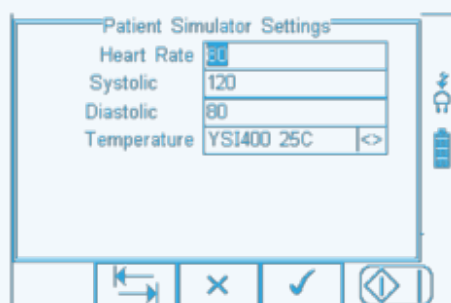 Patient Simulator Settings
Heart Rate 80
Systolic 120
Diastolic 80
Temperature YSI400 25C <>